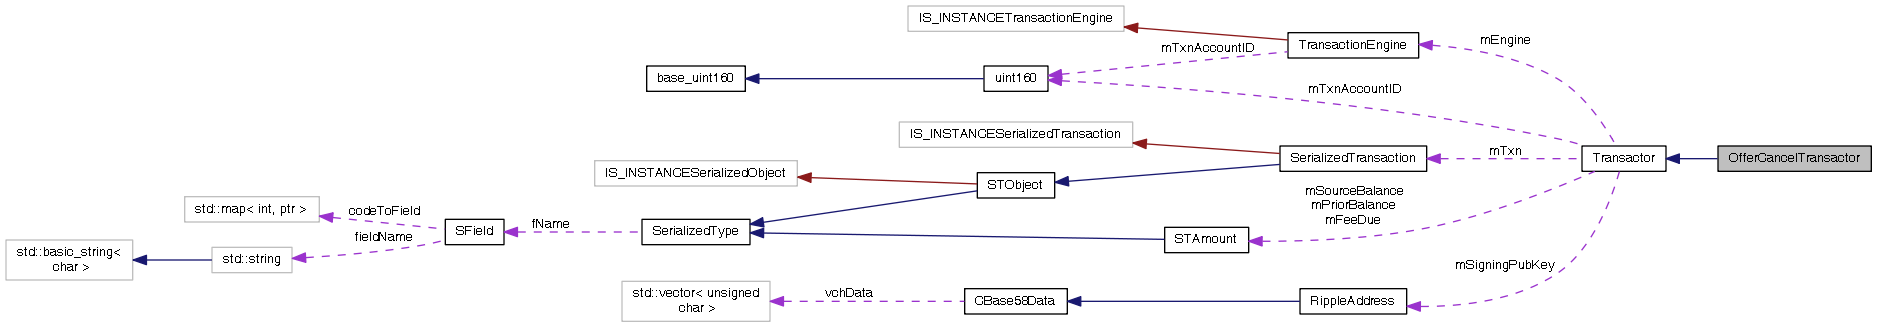 IS_INSTANCETransactionEngine
mEngine
TransactionEngine
mTxnAccountID
base_uint160
uint160
mTxnAccountID
IS_INSTANCESerializedTransaction
mTxn
SerializedTransaction
Transactor
OfferCancelTransactor
IS_INSTANCESerializedObject
STObject
mSourceBalance
mPriorBalance
mFeeDue
std::map< int, ptr >
codeToField
SField
fName
SerializedType
STAmount
fieldName
std::basic_string<
char >
std::string
mSigningPubKey
std::vector< unsigned
char >
vchData
CBase58Data
RippleAddress